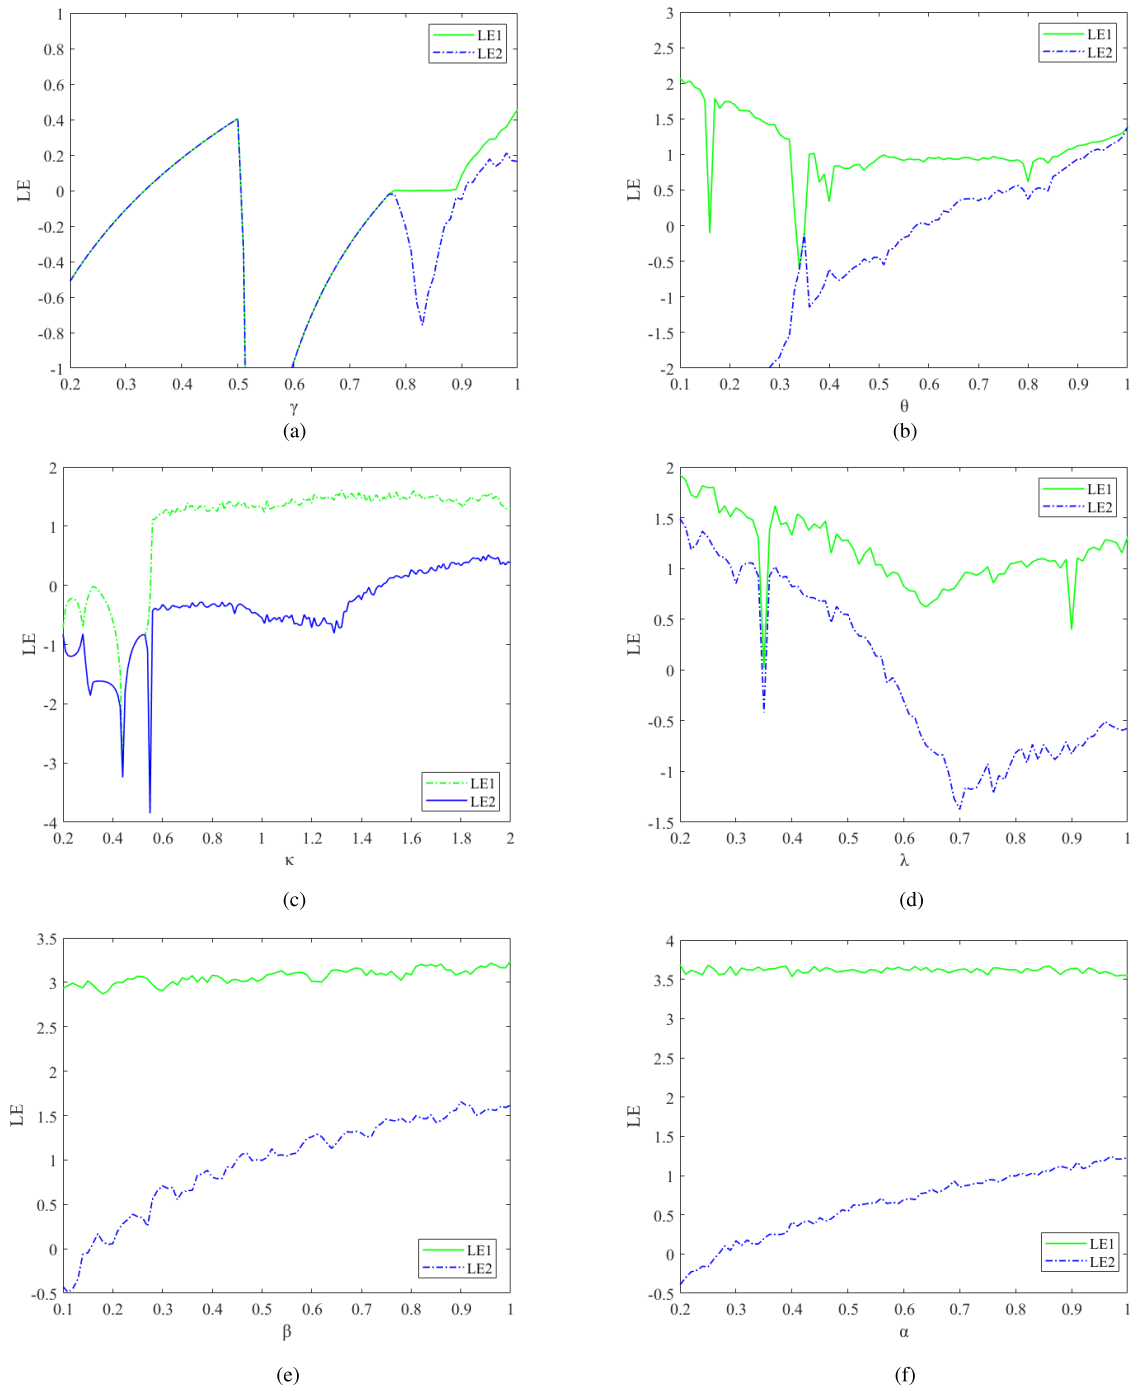 1
0.8
0.6
0.4
0.2
0
-0.2
-0.4
-0.6
-0.8
-1
LE
0.2 0.3 0.4 0.5 0.6 0.7 0.8 0.9 1
γ
LE1
LE2
(a)
3
2.5
2
1.5
1
0.5
0
-0.5
-1
-1.5
-2
LE
0.1 0.2 0.3 0.4 0.5 0.6 0.7 0.8 0.9 1
θ
LE1
LE2
(b)
2
1
0
-1
-2
-3
-4
LE
0.2 0.4 0.6 0.8 1 1.2 1.4 1.6 1.8 2
κ
LE1
LE2
(c)
2
1.5
1
0.5
0
-0.5
-1
-1.5
LE
0.2 0.3 0.4 0.5 0.6 0.7 0.8 0.9 1
λ
LE1
LE2
(d)
3.5
3
2.5
2
1.5
1
0.5
0
-0.5
LE
0.1 0.2 0.3 0.4 0.5 0.6 0.7 0.8 0.9 1
β
LE1
LE2
(e)
4
3.5
3
2.5
2
1.5
1
0.5
0
-0.5
LE
0.2 0.3 0.4 0.5 0.6 0.7 0.8 0.9 1
α
LE1
LE2
(f)